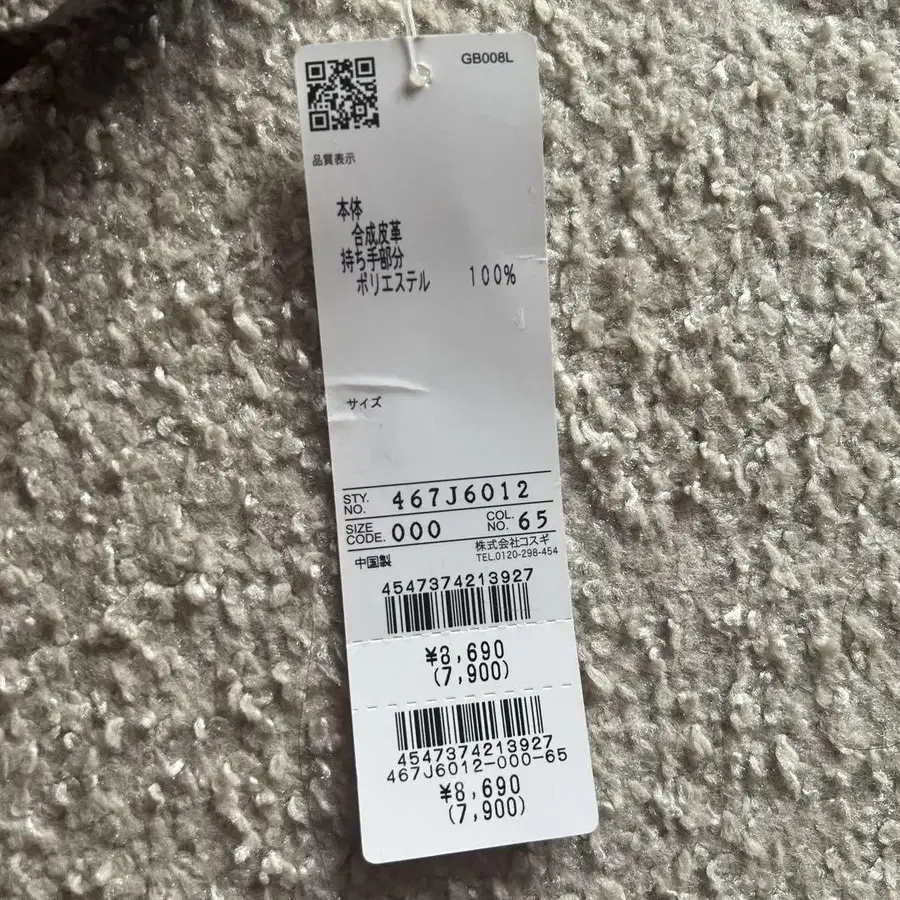 GB008L
品質表示
本体
合成皮革
持ち手部分
ポリエステル 100%
サイズ
STY. NO. 467J6012
SIZE CODE. 000 COL. NO. 65
中国製 株式会社コスギ
TEL.0120-298-454
4547374213927
¥8,690
(7,900)
4547374213927
467J6012-000-65
¥8,690
(7,900)